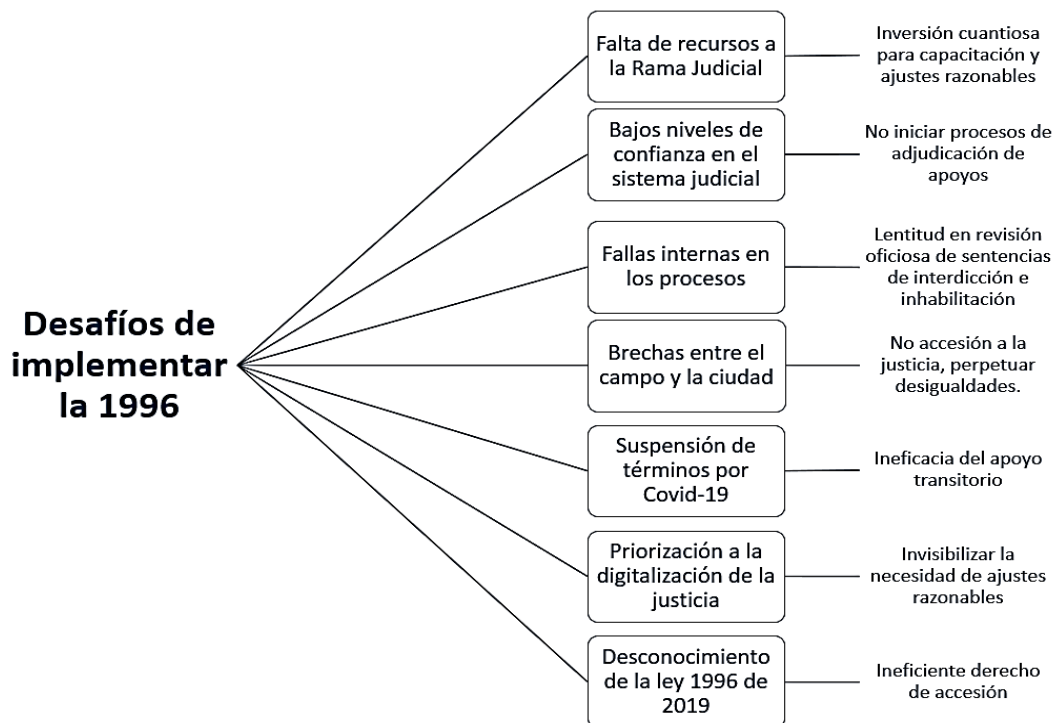 Desafíos de
implementar
la 1996
Falta de recursos a
la Rama Judicial
Inversión cuantiosa
para capacitación y
ajustes razonables
Bajos niveles de
confianza en el
sistema judicial
No iniciar procesos de
adjudicación de
apoyos
Fallas internas en
los procesos
Lentitud en revisión
oficiosa de sentencias
de interdicción e
inhabilitación
Brechas entre el
campo y la ciudad
No accesión a la
justicia, perpetuar
desigualdades.
Suspensión de
términos por
Covid-19
Ineficacia del apoyo
transitorio
Priorización a la
digitalización de la
justicia
Invisibilizar la
necesidad de ajustes
razonables
Desconocimiento
de la ley 1996 de
2019
Ineficiente derecho
de accesión